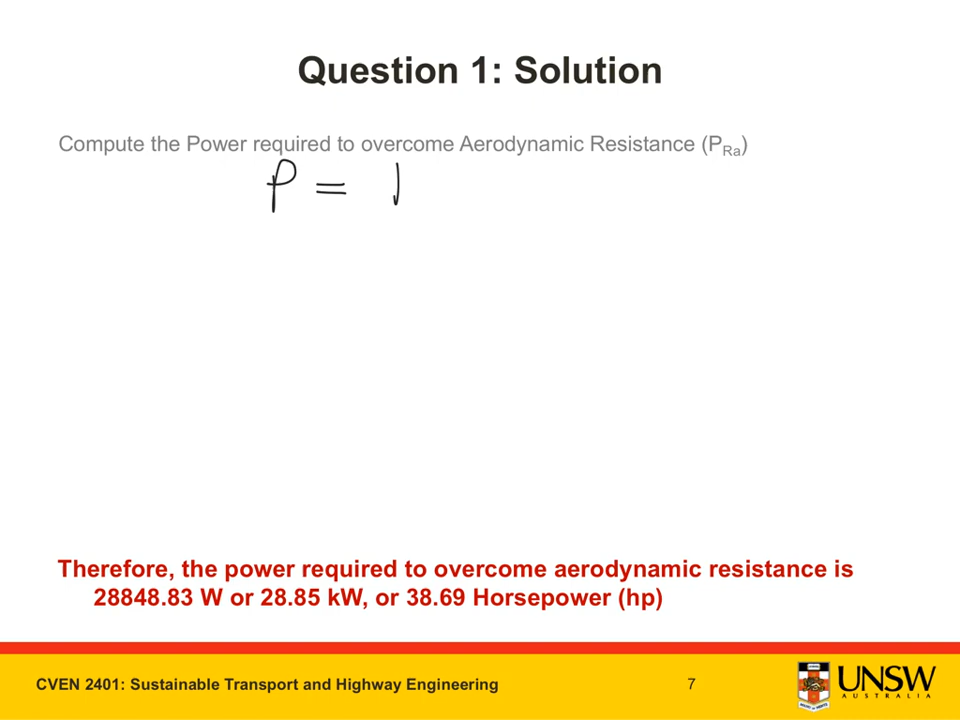 Question 1: Solution
Compute the Power required to overcome Aerodynamic Resistance (PRa)
P =
Therefore, the power required to overcome aerodynamic resistance is
28848.83 W or 28.85 kW, or 38.69 Horsepower (hp)
CVEN 2401: Sustainable Transport and Highway Engineering
7
UNSW
AUSTRALIA